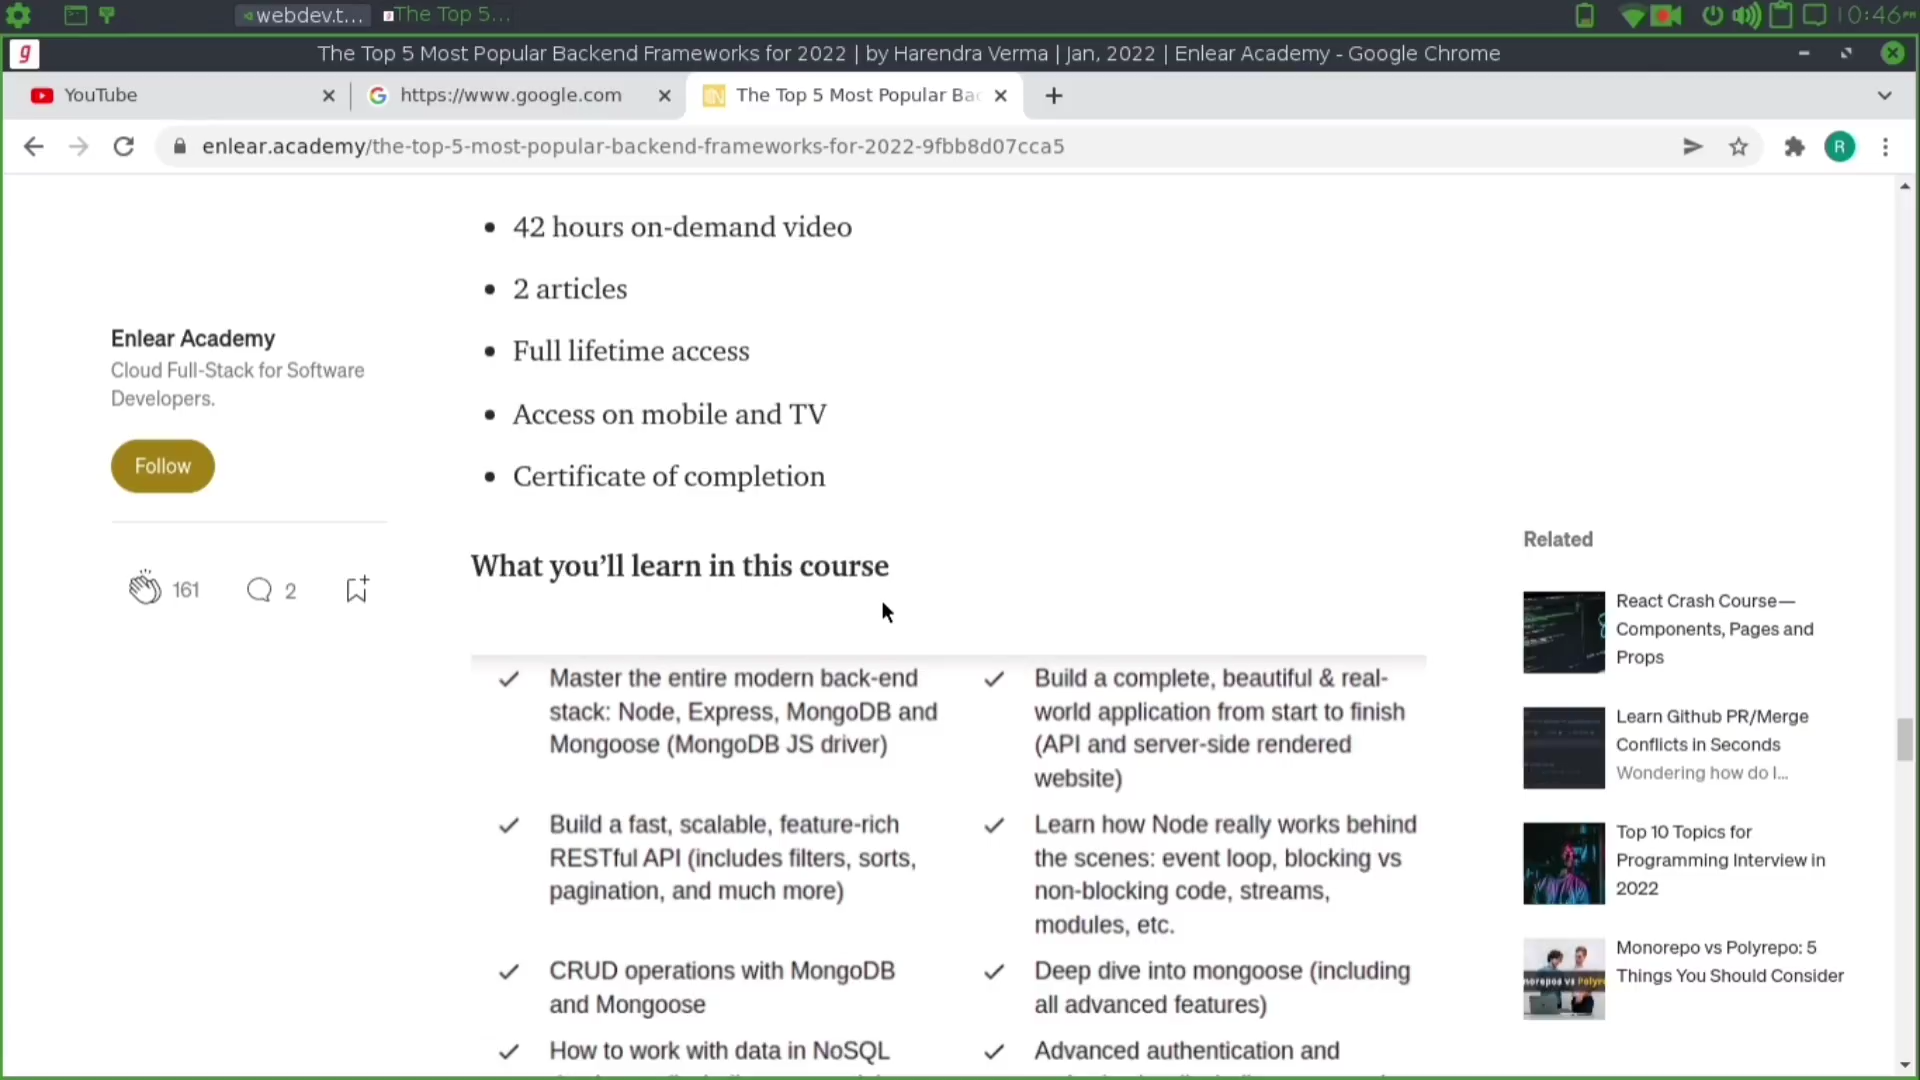 webdev.t...
The Top 5...
10:46PM
The Top 5 Most Popular Backend Frameworks for 2022 | by Harendra Verma | Jan, 2022 | Enlear Academy - Google Chrome
YouTube
https://www.google.com
The Top 5 Most Popular Bac
enlear.academy/the-top-5-most-popular-backend-frameworks-for-2022-9fbb8d07cca5
R
• 42 hours on-demand video
• 2 articles
• Full lifetime access
• Access on mobile and TV
• Certificate of completion
Enlear Academy
Cloud Full-Stack for Software
Developers.
Follow
161
2
What you’ll learn in this course
Master the entire modern back-end
stack: Node, Express, MongoDB and
Mongoose (MongoDB JS driver)
Build a complete, beautiful & real-
world application from start to finish
(API and server-side rendered
website)
Build a fast, scalable, feature-rich
RESTful API (includes filters, sorts,
pagination, and much more)
Learn how Node really works behind
the scenes: event loop, blocking vs
non-blocking code, streams,
modules, etc.
CRUD operations with MongoDB
and Mongoose
Deep dive into mongoose (including
all advanced features)
How to work with data in NoSQL
Advanced authentication and
Related
React Crash Course—
Components, Pages and
Props
Learn Github PR/Merge
Conflicts in Seconds
Wondering how do I...
Top 10 Topics for
Programming Interview in
2022
Monorepo vs Polyrepo: 5
Things You Should Consider